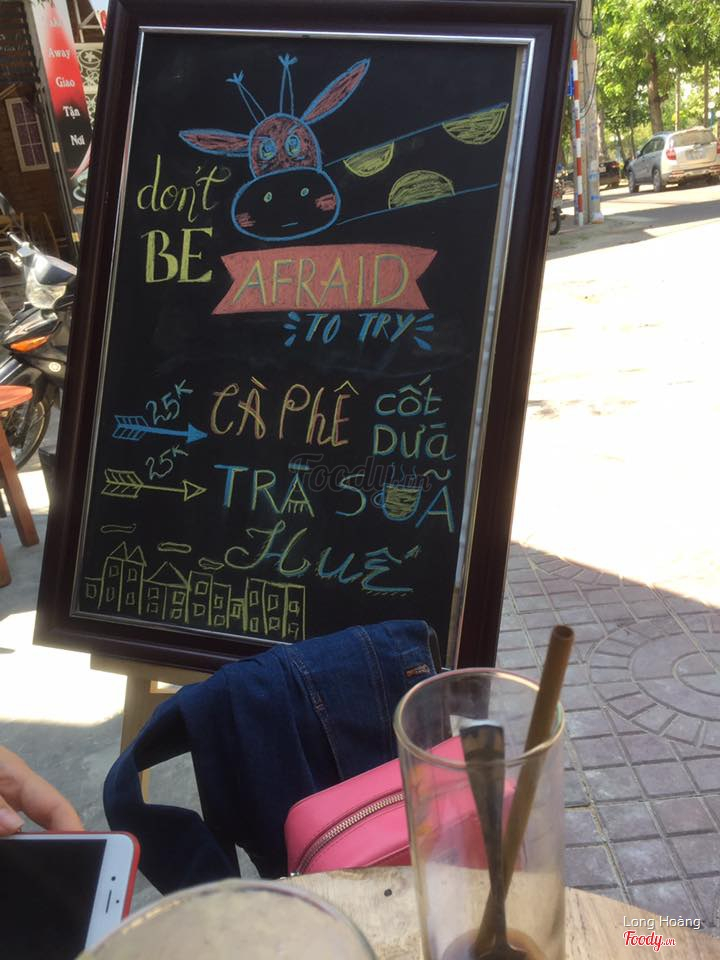 Away
Giao
Tận
Nơi
don't
BE
AFRAID
TO TRY
25K
CÀ PHÊ
CỐT
DỪA
25K
TRÀ SỮA
Huế
Foody.vn
Long Hoàng
Foody.vn